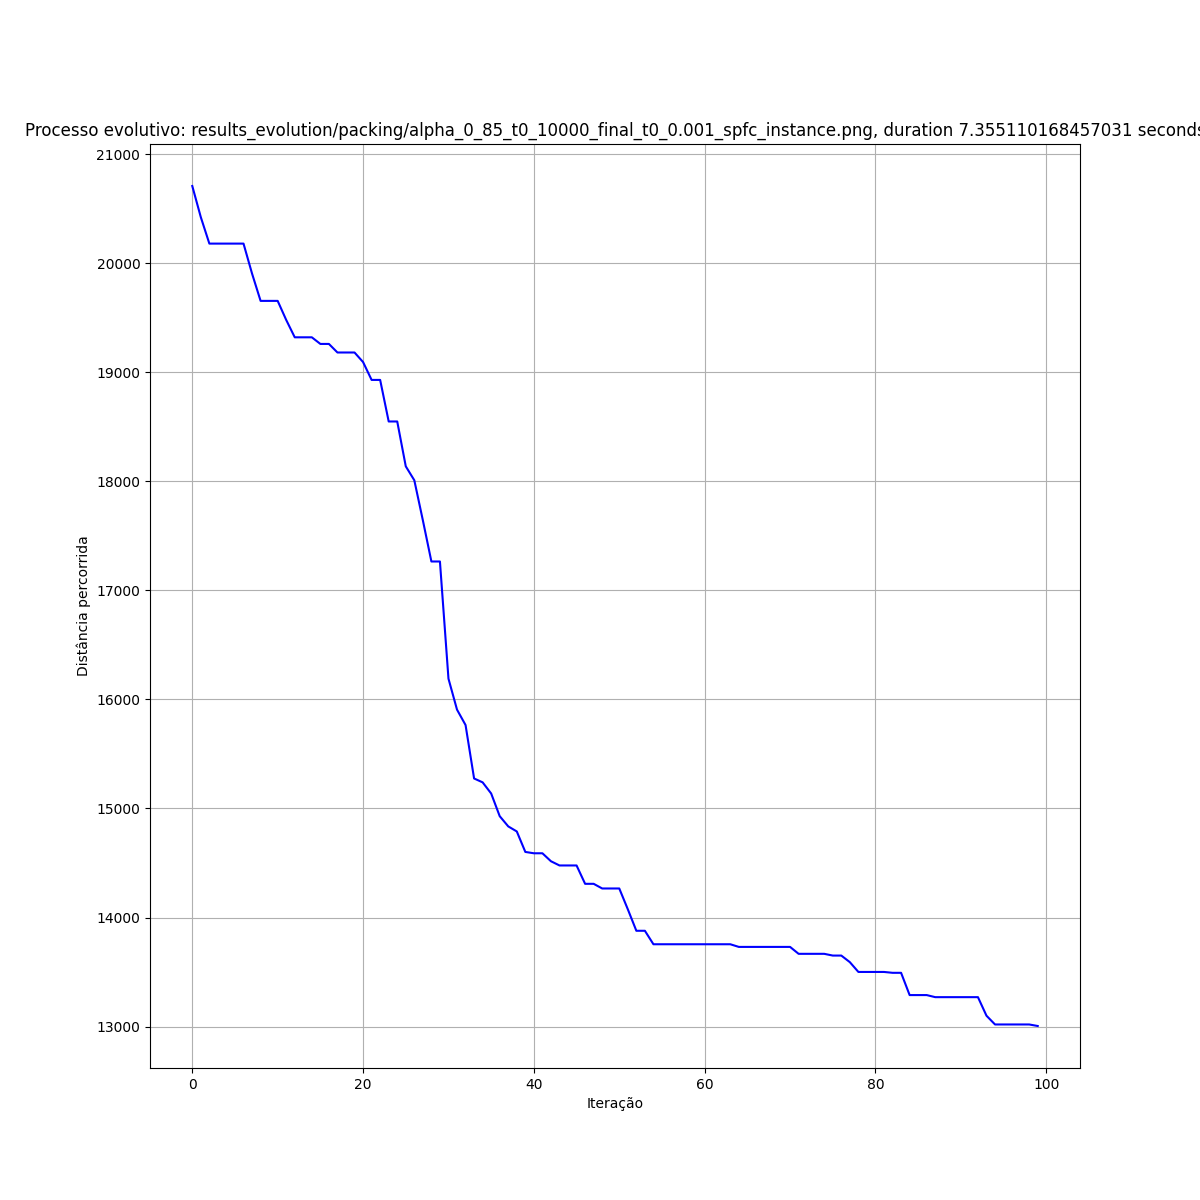 Processo evolutivo: results_evolution/packing/alpha_0_85_t0_10000_final_t0_0.001_spfc_instance.png, duration 7.355110168457031 seconds
21000
20000
19000
18000
17000
16000
15000
14000
13000
Distância percorrida
0 20 40 60 80 100
Iteração